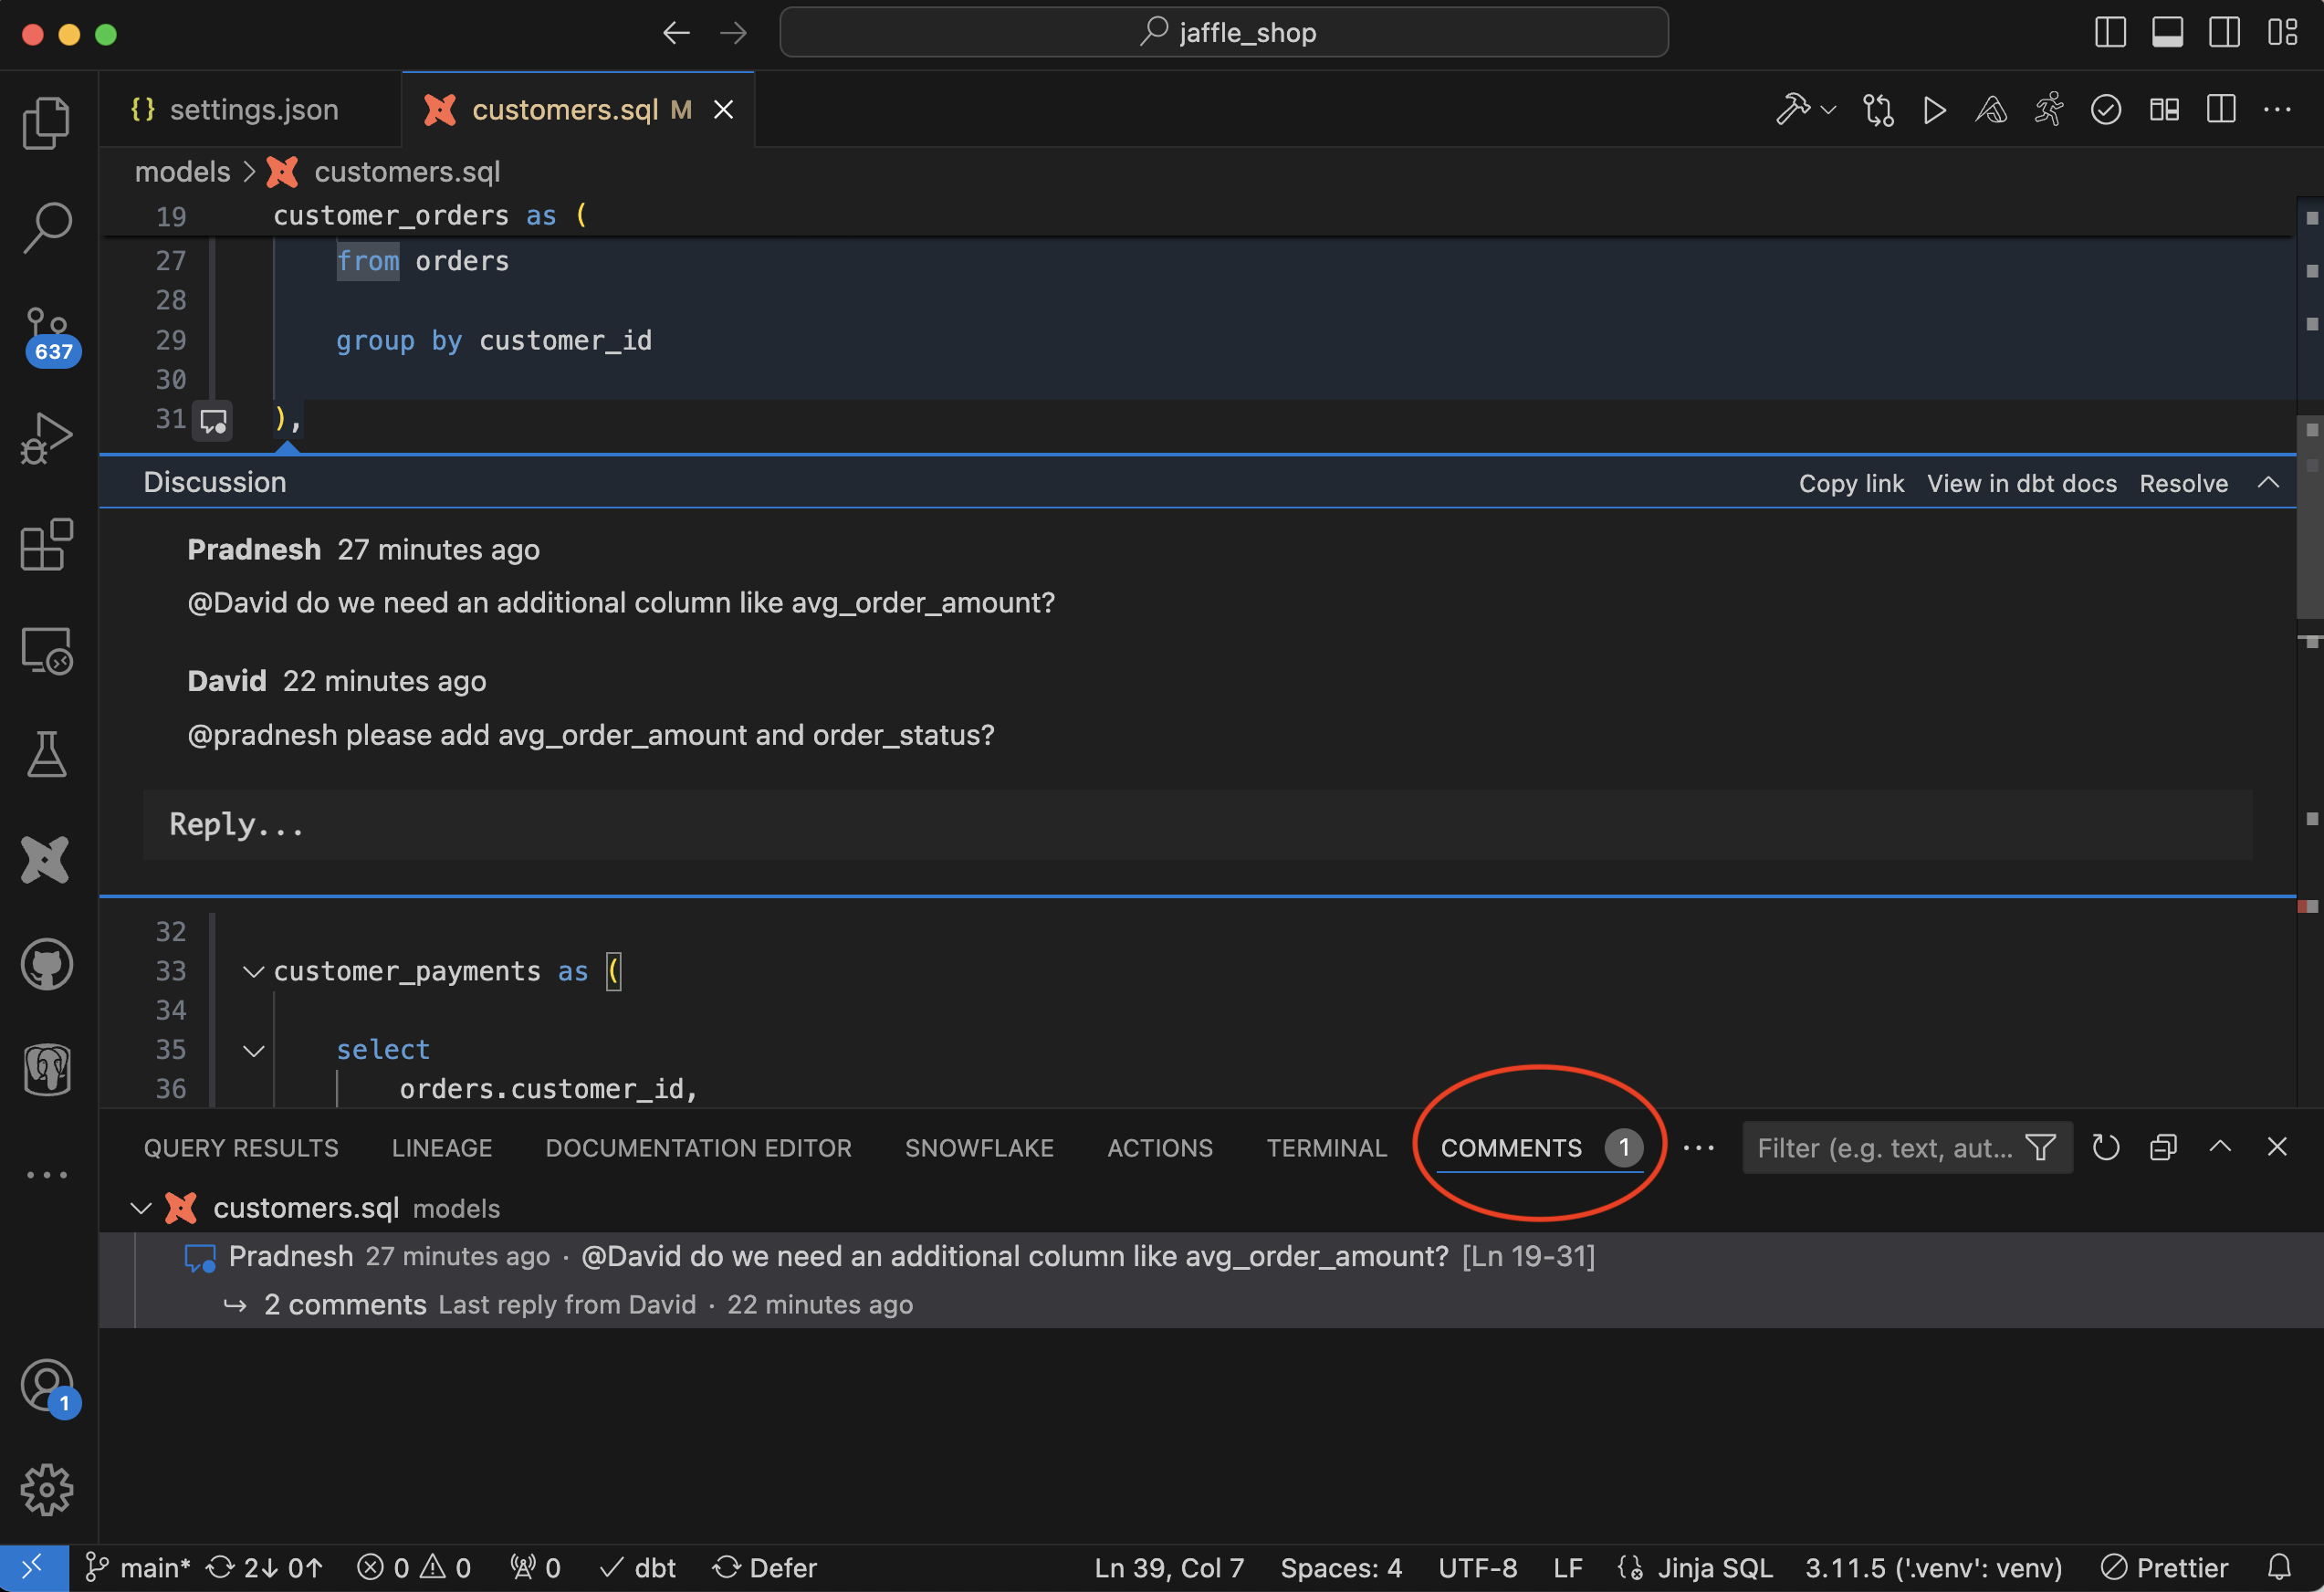 jaffle_shop
{} settings.json
customers.sql M
models > customers.sql
19 customer_orders as (
27 from orders
28
29 group by customer_id
30
31 ),
Discussion
Copy link View in dbt docs Resolve
Pradnesh 27 minutes ago
@David do we need an additional column like avg_order_amount?
David 22 minutes ago
@pradnesh please add avg_order_amount and order_status?
Reply...
32
33 customer_payments as (
34
35 select
36 orders.customer_id,
637
QUERY RESULTS LINEAGE DOCUMENTATION EDITOR SNOWFLAKE ACTIONS TERMINAL COMMENTS 1 ··· Filter (e.g. text, aut...
customers.sql models
Pradnesh 27 minutes ago · @David do we need an additional column like avg_order_amount? [Ln 19-31]
2 comments Last reply from David · 22 minutes ago
1
main* 2↓ 0↑ 0 0 0 dbt Defer Ln 39, Col 7 Spaces: 4 UTF-8 LF Jinja SQL 3.11.5 ('.venv': venv) Prettier